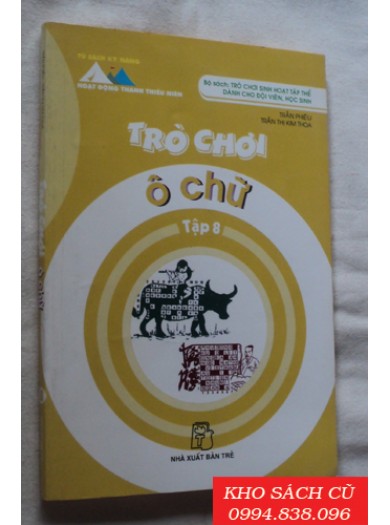 TỦ SÁCH KỸ NĂNG
HOẠT ĐỘNG THANH THIẾU NIÊN
Bộ sách: TRÒ CHƠI SINH HOẠT TẬP THỂ
DÀNH CHO ĐỘI VIÊN, HỌC SINH
TRẦN PHIÊU
TRẦN THỊ KIM THOA
TRÒ CHƠI
Ô CHỮ
Tập 8
NHÀ XUẤT BẢN TRẺ
KHO SÁCH CŨ
0994.838.096